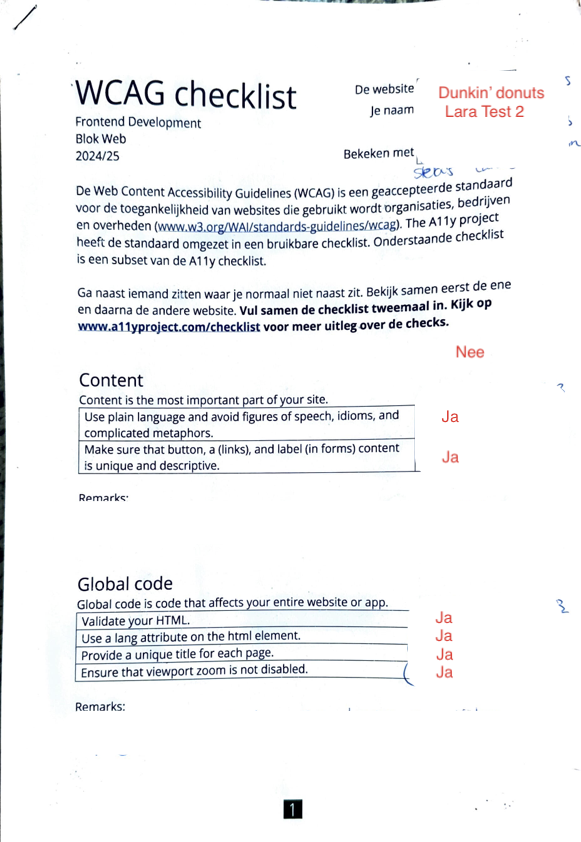 WCAG checklist
De website
Dunkin' donuts
Je naam
Lara Test 2
Frontend Development
Blok Web
2024/25
Bekeken met
De Web Content Accessibility Guidelines (WCAG) is een geaccepteerde standaard
voor de toegankelijkheid van websites die gebruikt wordt organisaties, bedrijven
en overheden (www.w3.org/WAI/standards-guidelines/wcag). The A11y project
heeft de standaard omgezet in een bruikbare checklist. Onderstaande checklist
is een subset van de A11y checklist.
Ga naast iemand zitten waar je normaal niet naast zit. Bekijk samen eerst de ene
en daarna de andere website. Vul samen de checklist tweemaal in. Kijk op
www.a11yproject.com/checklist voor meer uitleg over de checks.
Nee
Content
Content is the most important part of your site.
Use plain language and avoid figures of speech, idioms, and
complicated metaphors.
Ja
Make sure that button, a (links), and label (in forms) content
is unique and descriptive.
Ja
Remarks:
Global code
Global code is code that affects your entire website or app.
Validate your HTML.
Ja
Use a lang attribute on the html element.
Ja
Provide a unique title for each page.
Ja
Ensure that viewport zoom is not disabled.
Ja
Remarks:
1